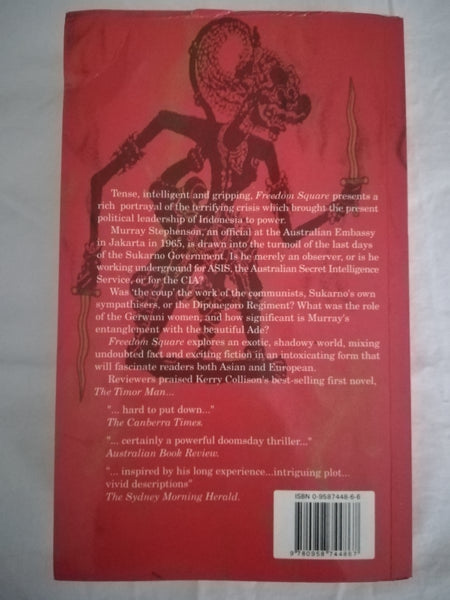 Tense, intelligent and gripping, Freedom Square presents a
rich portrayal of the terrifying crisis which brought the present
political leadership of Indonesia to power.
Murray Stephenson, an official at the Australian Embassy
in Jakarta in 1965, is drawn into the turmoil of the last days
of the Sukarno Government. Is he merely an observer, or is he
working underground for ASIS, the Australian Secret Intelligence
Service, or for the CIA?
Was 'the coup' the work of the communists, Sukarno's own
sympathisers, or the Diponegoro Regiment? What was the role
of the Gerwani women, and how significant is Murray's
entanglement with the beautiful Ade?
Freedom Square explores an exotic, shadowy world, mixing
undoubted fact and exciting fiction in an intoxicating form that
will fascinate readers both Asian and European.
Reviewers praised Kerry Collison's best-selling first novel,
The Timor Man...
"... hard to put down..."
The Canberra Times.
"... certainly a powerful doomsday thriller..."
Australian Book Review.
"... inspired by his long experience...intriguing plot...
vivid descriptions"
The Sydney Morning Herald.
ISBN 0-9587448-6-6
9 780958 744867